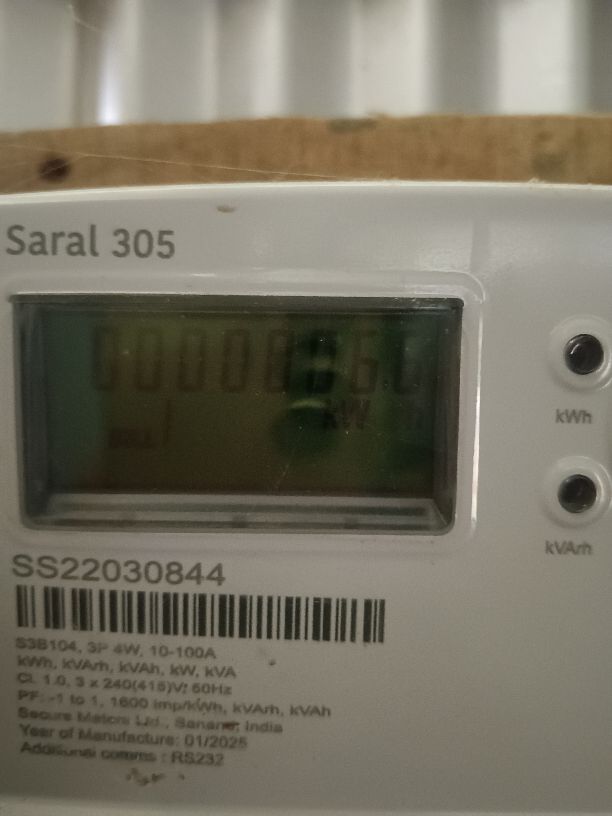 Saral 305
kW
kWh
kVArh
SS22030844
S3B104, 3P 4W, 10-100A
kWh, kVArh, kVAh, kW, kVA
Cl. 1.0, 3 x 240(415)V, 50Hz
PF: -1 to 1, 1600 imp/kWh, kVArh, kVAh
Secure Meters Ltd., Sanand, India
Year of Manufacture: 01/2025
Additional comms : RS232